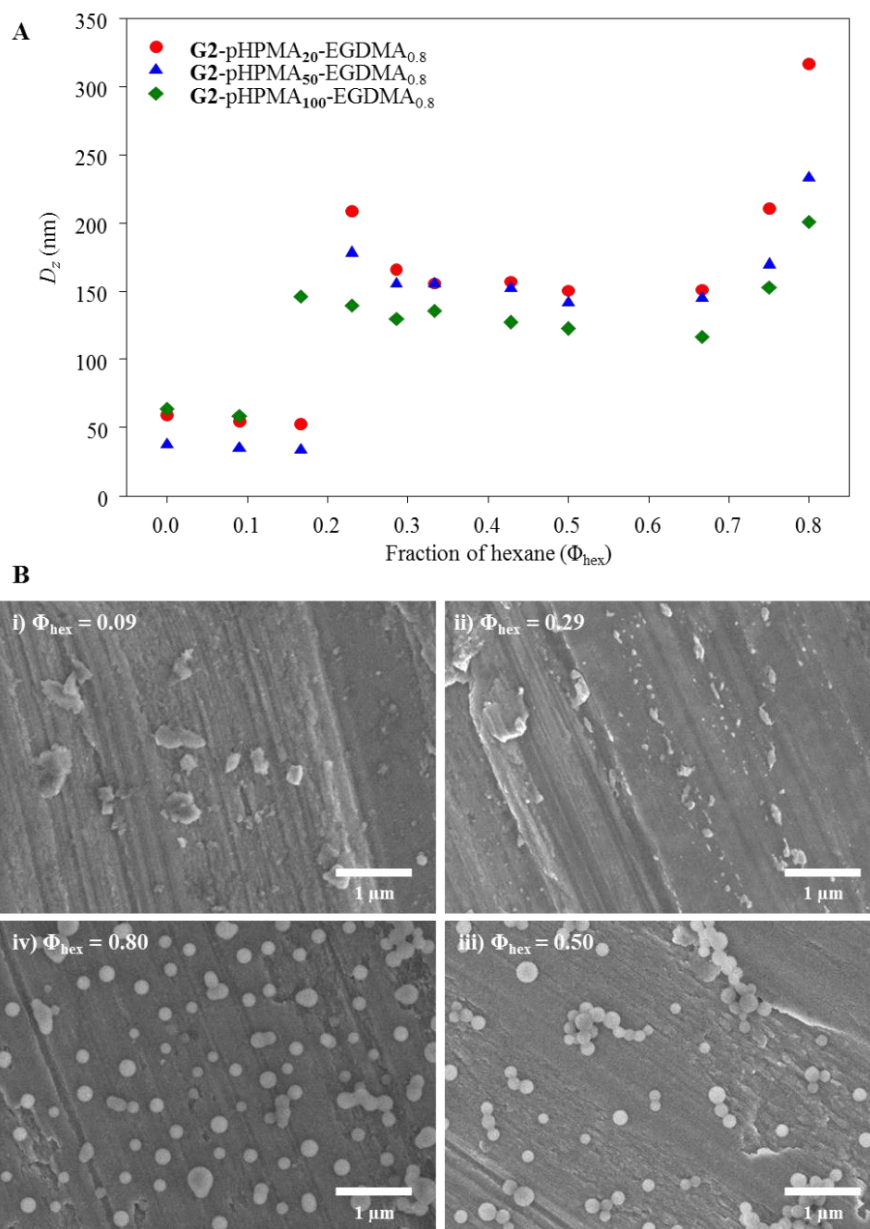 A
350
300
250
200
150
100
50
0
D_z (nm)
G2-pHPMA₂₀-EGDMA₀.₈
G2-pHPMA₅₀-EGDMA₀.₈
G2-pHPMA₁₀₀-EGDMA₀.₈
0.0 0.1 0.2 0.3 0.4 0.5 0.6 0.7 0.8
Fraction of hexane (Φhex)
B
i) Φhex = 0.09
1 µm
ii) Φhex = 0.29
1 µm
iv) Φhex = 0.80
1 µm
iii) Φhex = 0.50
1 µm